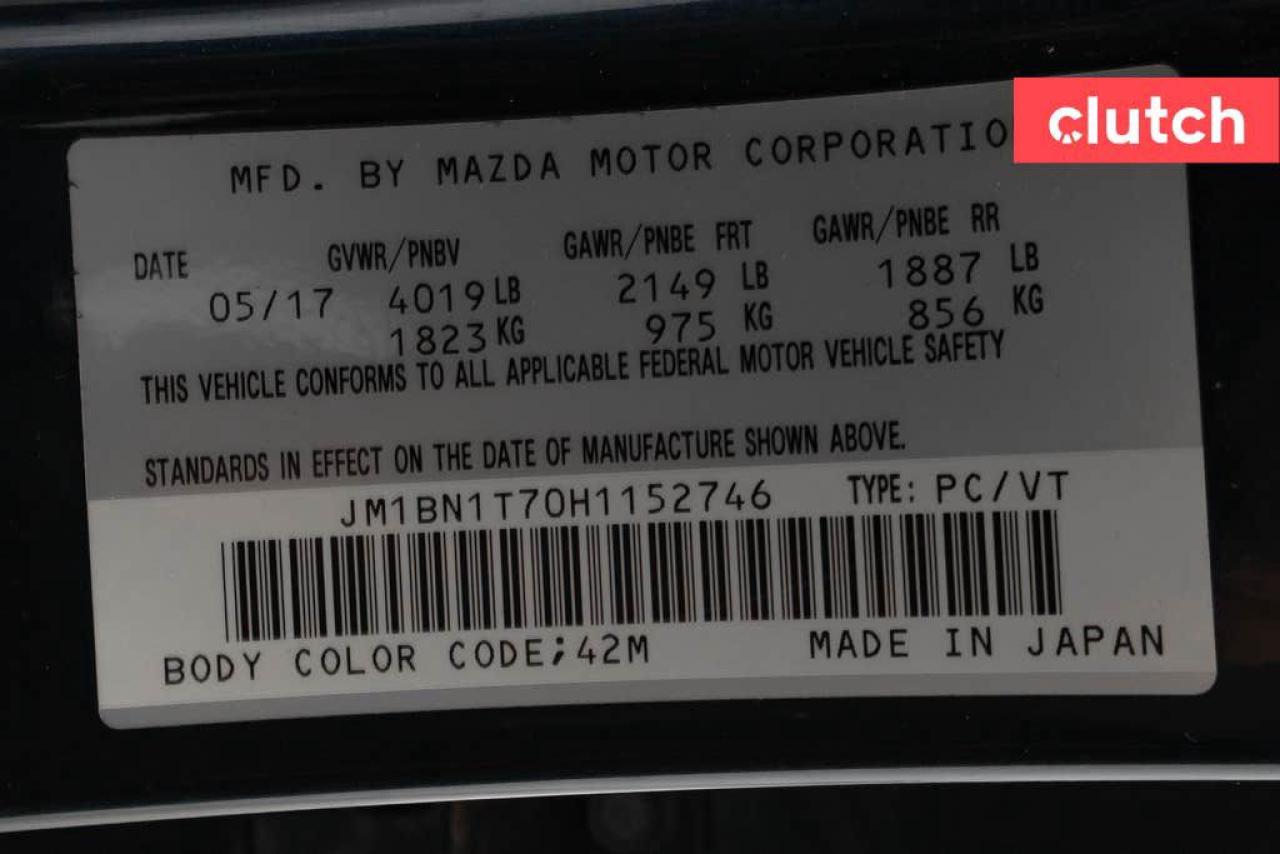 clutch
MFD. BY MAZDA MOTOR CORPORATIO
DATE GVWR/PNBV GAWR/PNBE FRT GAWR/PNBE RR
05/17 4019 LB 2149 LB 1887 LB
1823 KG 975 KG 856 KG
THIS VEHICLE CONFORMS TO ALL APPLICABLE FEDERAL MOTOR VEHICLE SAFETY
STANDARDS IN EFFECT ON THE DATE OF MANUFACTURE SHOWN ABOVE.
JM1BN1T70H1152746 TYPE: PC/VT
BODY COLOR CODE;42M MADE IN JAPAN